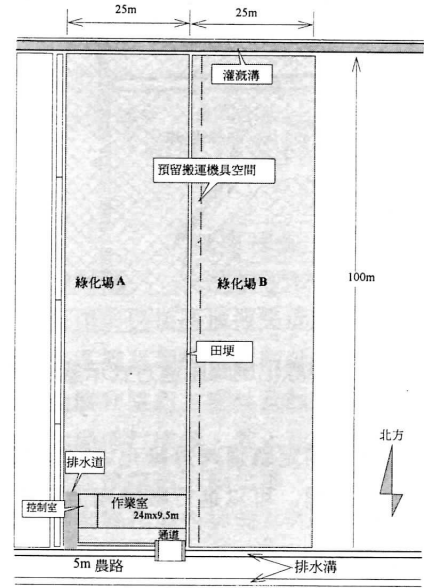 25m
25m
灌溉溝
預留搬運機具空間
綠化場 A
綠化場 B
100m
田埂
北方
排水道
控制室
作業室
24mx9.5m
通道
5m 農路
排水溝